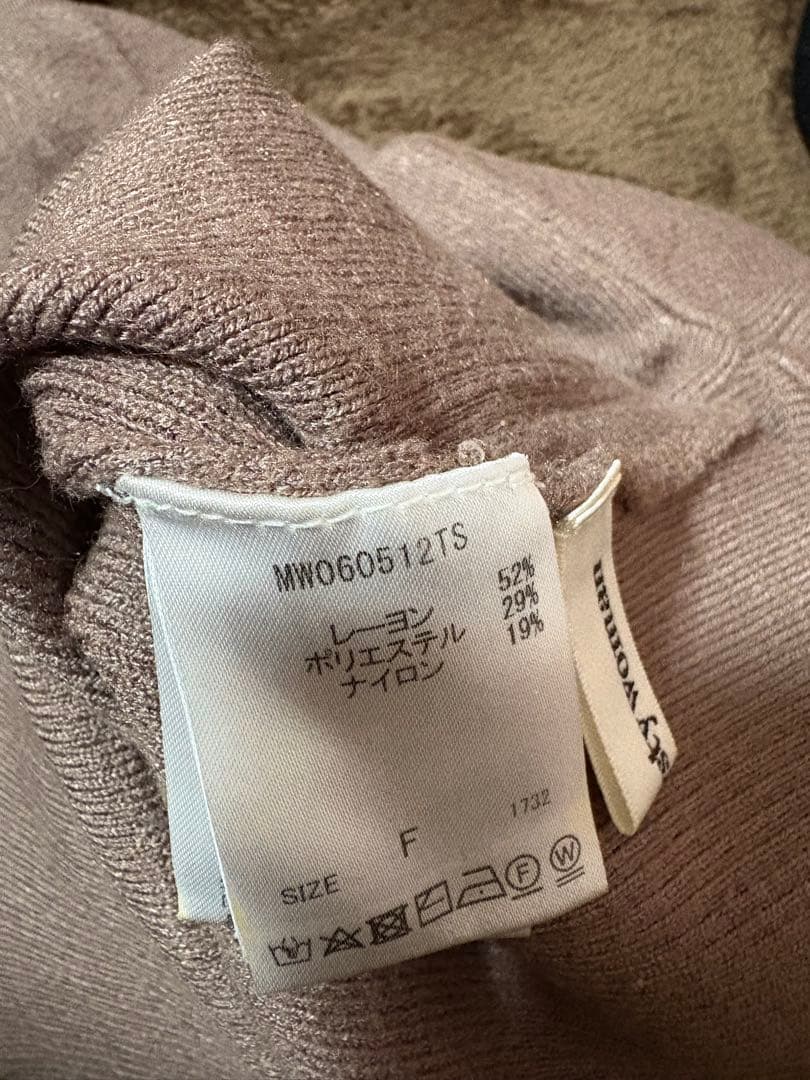 MW060512TS
レーヨン 52%
ポリエステル 29%
ナイロン 19%
1732
SIZE F
F W
woman